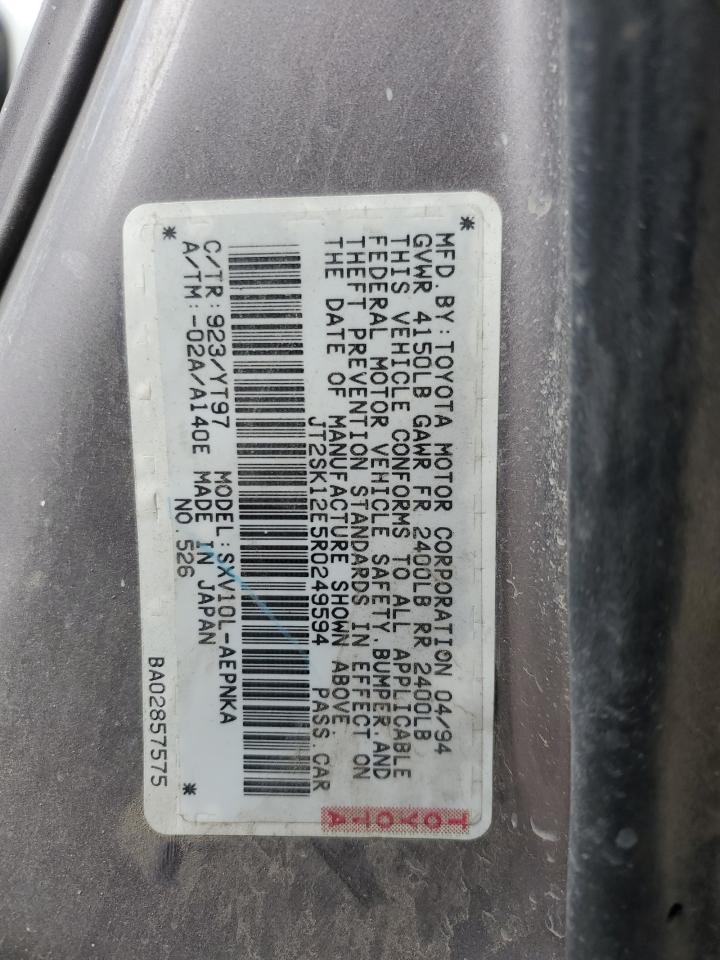 MFD. BY: TOYOTA MOTOR CORPORATION 04/94
GVWR 4150LB GAWR FR 2400LB RR 2400LB
THIS VEHICLE CONFORMS TO ALL APPLICABLE
FEDERAL MOTOR VEHICLE SAFETY, BUMPER AND
THEFT PREVENTION STANDARDS IN EFFECT ON
THE DATE OF MANUFACTURE SHOWN ABOVE.
JT2SK12E5R0249594 PASS. CAR
TOYOTA
C/TR: 923/YT97 MODEL: SXV10L-AEPNKA
A/TM: -02A/A140E MADE IN JAPAN
NO. 526
BA02857575